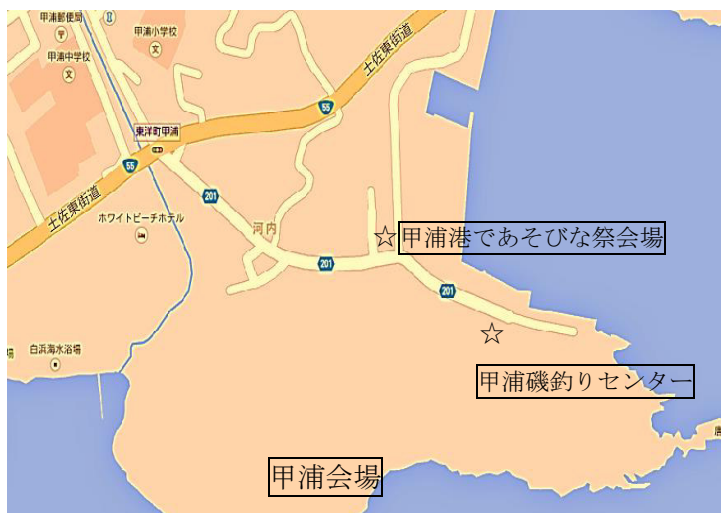 甲浦郵便局
甲浦小学校
甲浦中学校
土佐東街道
55
東洋町甲浦
55
土佐東街道
201
ホワイトビーチホテル
河内
☆甲浦港であそびな祭会場
201
201
☆
白浜海水浴場
場
甲浦磯釣りセンター
唐
甲浦会場